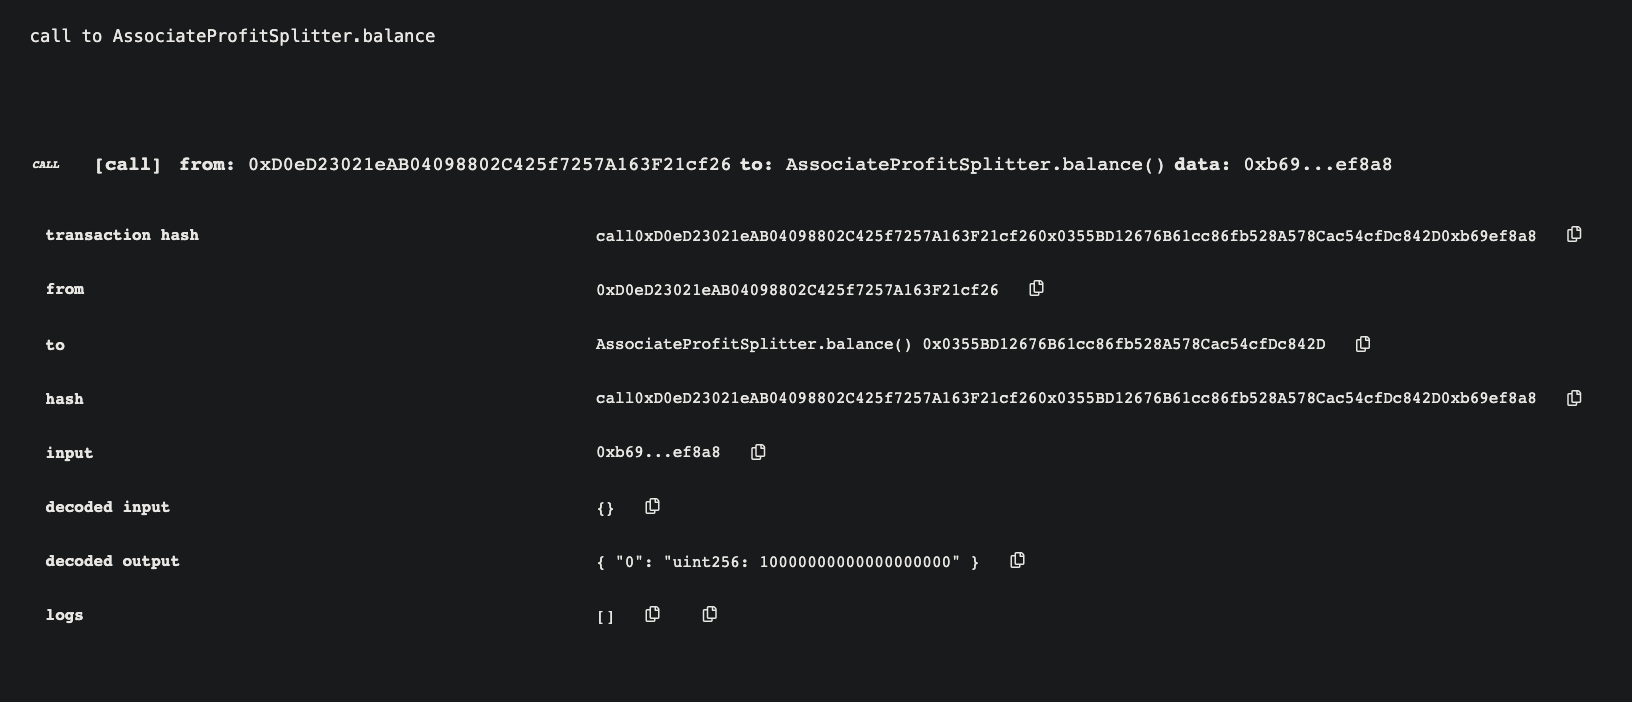 call to AssociateProfitSplitter.balance
CALL [call] from: 0xD0eD23021eAB04098802C425f7257A163F21cf26 to: AssociateProfitSplitter.balance() data: 0xb69...ef8a8
transaction hash call0xD0eD23021eAB04098802C425f7257A163F21cf260x0355BD12676B61cc86fb528A578Cac54cfDc842D0xb69ef8a8
from 0xD0eD23021eAB04098802C425f7257A163F21cf26
to AssociateProfitSplitter.balance() 0x0355BD12676B61cc86fb528A578Cac54cfDc842D
hash call0xD0eD23021eAB04098802C425f7257A163F21cf260x0355BD12676B61cc86fb528A578Cac54cfDc842D0xb69ef8a8
input 0xb69...ef8a8
decoded input {}
decoded output { "0": "uint256: 10000000000000000000" }
logs []